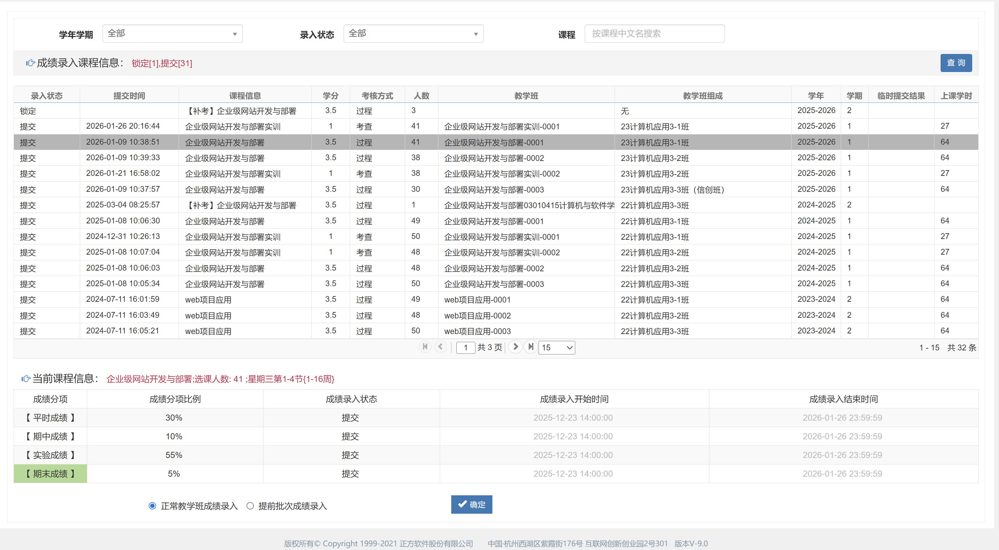 学年学期 全部 录入状态 全部 课程 按课程中文名搜索
成绩录入课程信息： 锁定[1],提交[31] 查 询
录入状态 提交时间 课程信息 学分 考核方式 人数 教学班 教学班组成 学年 学期 临时提交结果 上课学时
锁定 【补考】企业级网站开发与部署 3.5 过程 3 无 2025-2026 2
提交 2026-01-26 20:16:44 企业级网站开发与部署实训 1 考查 41 企业级网站开发与部署实训-0001 23计算机应用3-1班 2025-2026 1 27
提交 2026-01-09 10:38:51 企业级网站开发与部署 3.5 过程 41 企业级网站开发与部署-0001 23计算机应用3-1班 2025-2026 1 64
提交 2026-01-09 10:39:33 企业级网站开发与部署 3.5 过程 38 企业级网站开发与部署-0002 23计算机应用3-2班 2025-2026 1 64
提交 2026-01-21 16:58:02 企业级网站开发与部署实训 1 考查 38 企业级网站开发与部署实训-0002 23计算机应用3-2班 2025-2026 1 27
提交 2026-01-09 10:37:57 企业级网站开发与部署 3.5 过程 30 企业级网站开发与部署-0003 23计算机应用3-3班（信创班） 2025-2026 1 64
提交 2025-03-04 08:25:57 【补考】企业级网站开发与部署 3.5 过程 1 企业级网站开发与部署03010415计算机与软件学 22计算机应用3-3班 2024-2025 2
提交 2025-01-08 10:06:30 企业级网站开发与部署 3.5 过程 49 企业级网站开发与部署-0001 22计算机应用3-1班 2024-2025 1 64
提交 2024-12-31 10:26:13 企业级网站开发与部署实训 1 考查 50 企业级网站开发与部署实训-0001 22计算机应用3-1班 2024-2025 1 27
提交 2025-01-08 10:07:04 企业级网站开发与部署实训 1 考查 48 企业级网站开发与部署实训-0002 22计算机应用3-2班 2024-2025 1 27
提交 2025-01-08 10:06:03 企业级网站开发与部署 3.5 过程 48 企业级网站开发与部署-0002 22计算机应用3-2班 2024-2025 1 64
提交 2025-01-08 10:05:34 企业级网站开发与部署 3.5 过程 50 企业级网站开发与部署-0003 22计算机应用3-3班 2024-2025 1 64
提交 2024-07-11 16:01:59 web项目应用 3.5 过程 49 web项目应用-0001 22计算机应用3-1班 2023-2024 2 64
提交 2024-07-11 16:03:49 web项目应用 3.5 过程 48 web项目应用-0002 22计算机应用3-2班 2023-2024 2 64
提交 2024-07-11 16:05:21 web项目应用 3.5 过程 50 web项目应用-0003 22计算机应用3-3班 2023-2024 2 64
1 共 3 页 15 1 - 15 共 32 条
当前课程信息： 企业级网站开发与部署;选课人数: 41 ;星期三第1-4节{1-16周}
成绩分项 成绩分项比例 成绩录入状态 成绩录入开始时间 成绩录入结束时间
【 平时成绩 】 30% 提交 2025-12-23 14:00:00 2026-01-26 23:59:59
【 期中成绩 】 10% 提交 2025-12-23 14:00:00 2026-01-26 23:59:59
【 实验成绩 】 55% 提交 2025-12-23 14:00:00 2026-01-26 23:59:59
【 期末成绩 】 5% 提交 2025-12-23 14:00:00 2026-01-26 23:59:59
正常教学班成绩录入 提前批次成绩录入 确定
版权所有© Copyright 1999-2021 正方软件股份有限公司 中国·杭州西湖区紫霞街176号 互联网创新创业园2号301 版本V-9.0